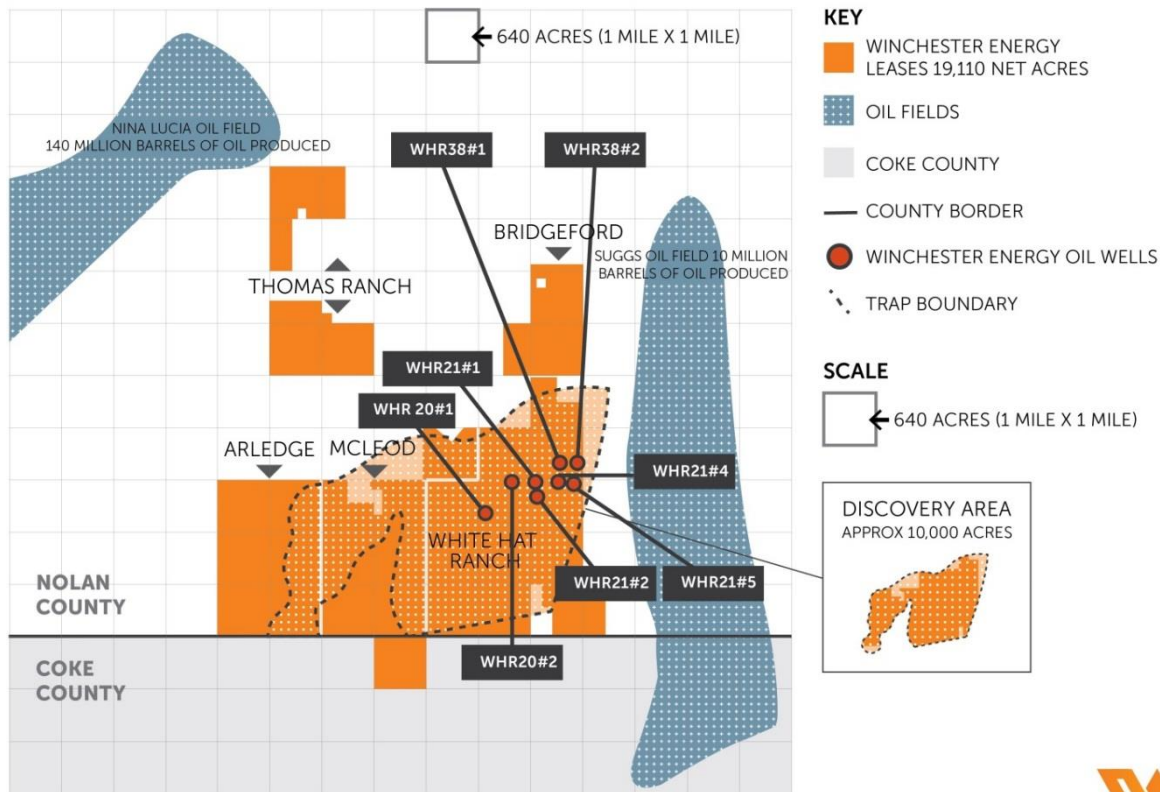 640 ACRES (1 MILE X 1 MILE)
NINA LUCIA OIL FIELD
140 MILLION BARRELS OF OIL PRODUCED
WHR38#1
WHR38#2
BRIDGEFORD
SUGGS OIL FIELD 10 MILLION
BARRELS OF OIL PRODUCED
THOMAS RANCH
WHR21#1
WHR 20#1
ARLEDGE
MCLEOD
WHR21#4
WHITE HAT
RANCH
WHR21#2
WHR21#5
NOLAN
COUNTY
WHR20#2
COKE
COUNTY
KEY
WINCHESTER ENERGY
LEASES 19,110 NET ACRES
OIL FIELDS
COKE COUNTY
COUNTY BORDER
WINCHESTER ENERGY OIL WELLS
TRAP BOUNDARY
SCALE
640 ACRES (1 MILE X 1 MILE)
DISCOVERY AREA
APPROX 10,000 ACRES